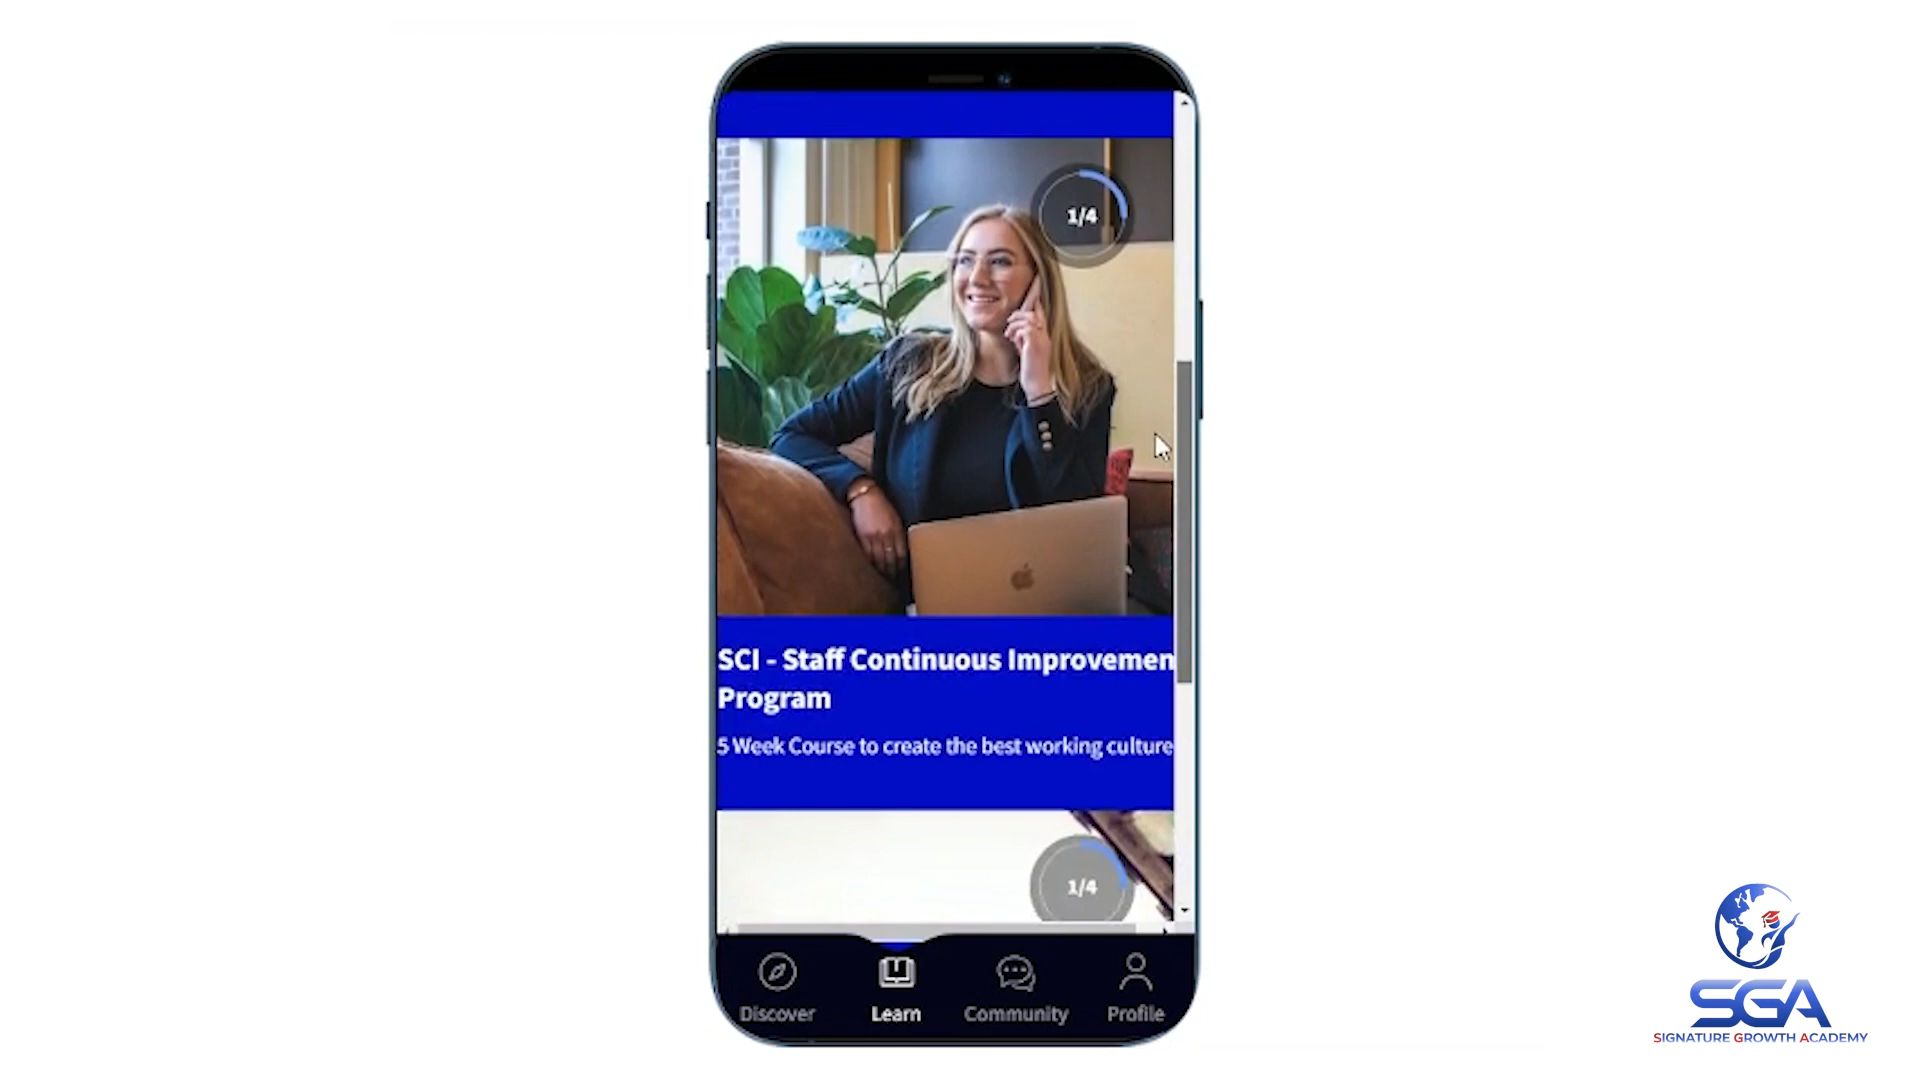 1/4
SCI - Staff Continuous Improvemen
Program
5 Week Course to create the best working culture
1/4
Discover
Learn
Community
Profile
SGA
SIGNATURE GROWTH ACADEMY